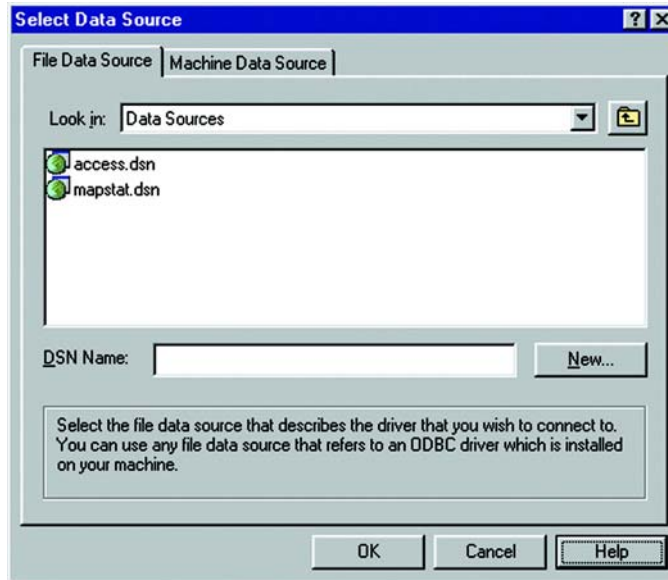 Select Data Source
File Data Source
Machine Data Source
Look in:
Data Sources
access.dsn
mapstat.dsn
DSN Name:
New...
Select the file data source that describes the driver that you wish to connect to.
You can use any file data source that refers to an ODBC driver which is installed
on your machine.
OK
Cancel
Help